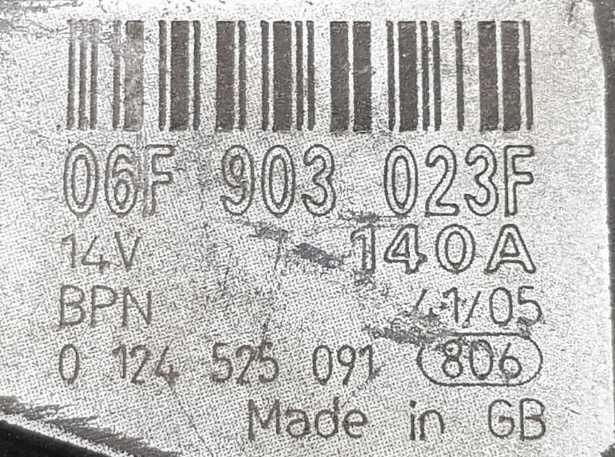 06F 903 023F
14V 140A
BPN 41/05
0 124 525 091 806
Made in GB